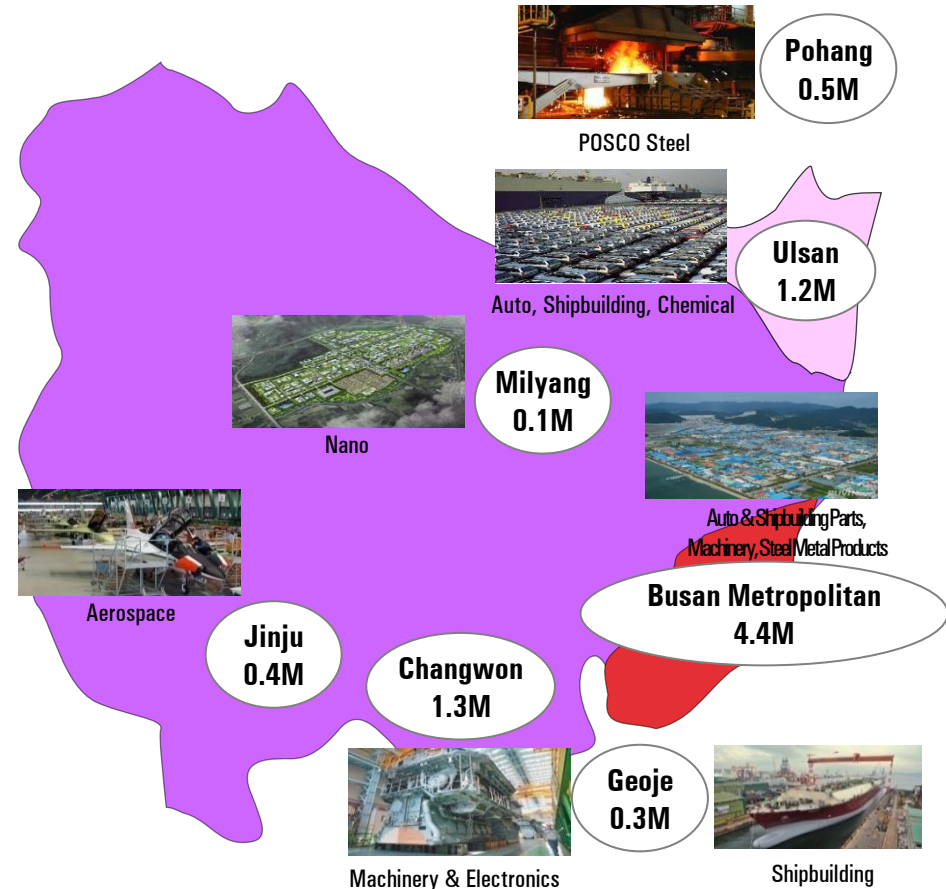 Pohang
0.5M
POSCO Steel
Ulsan
1.2M
Auto, Shipbuilding, Chemical
Milyang
0.1M
Nano
Auto & Shipbuilding Parts,
Machinery, Steel Metal Products
Aerospace
Busan Metropolitan
4.4M
Jinju
0.4M
Changwon
1.3M
Geoje
0.3M
Machinery & Electronics
Shipbuilding